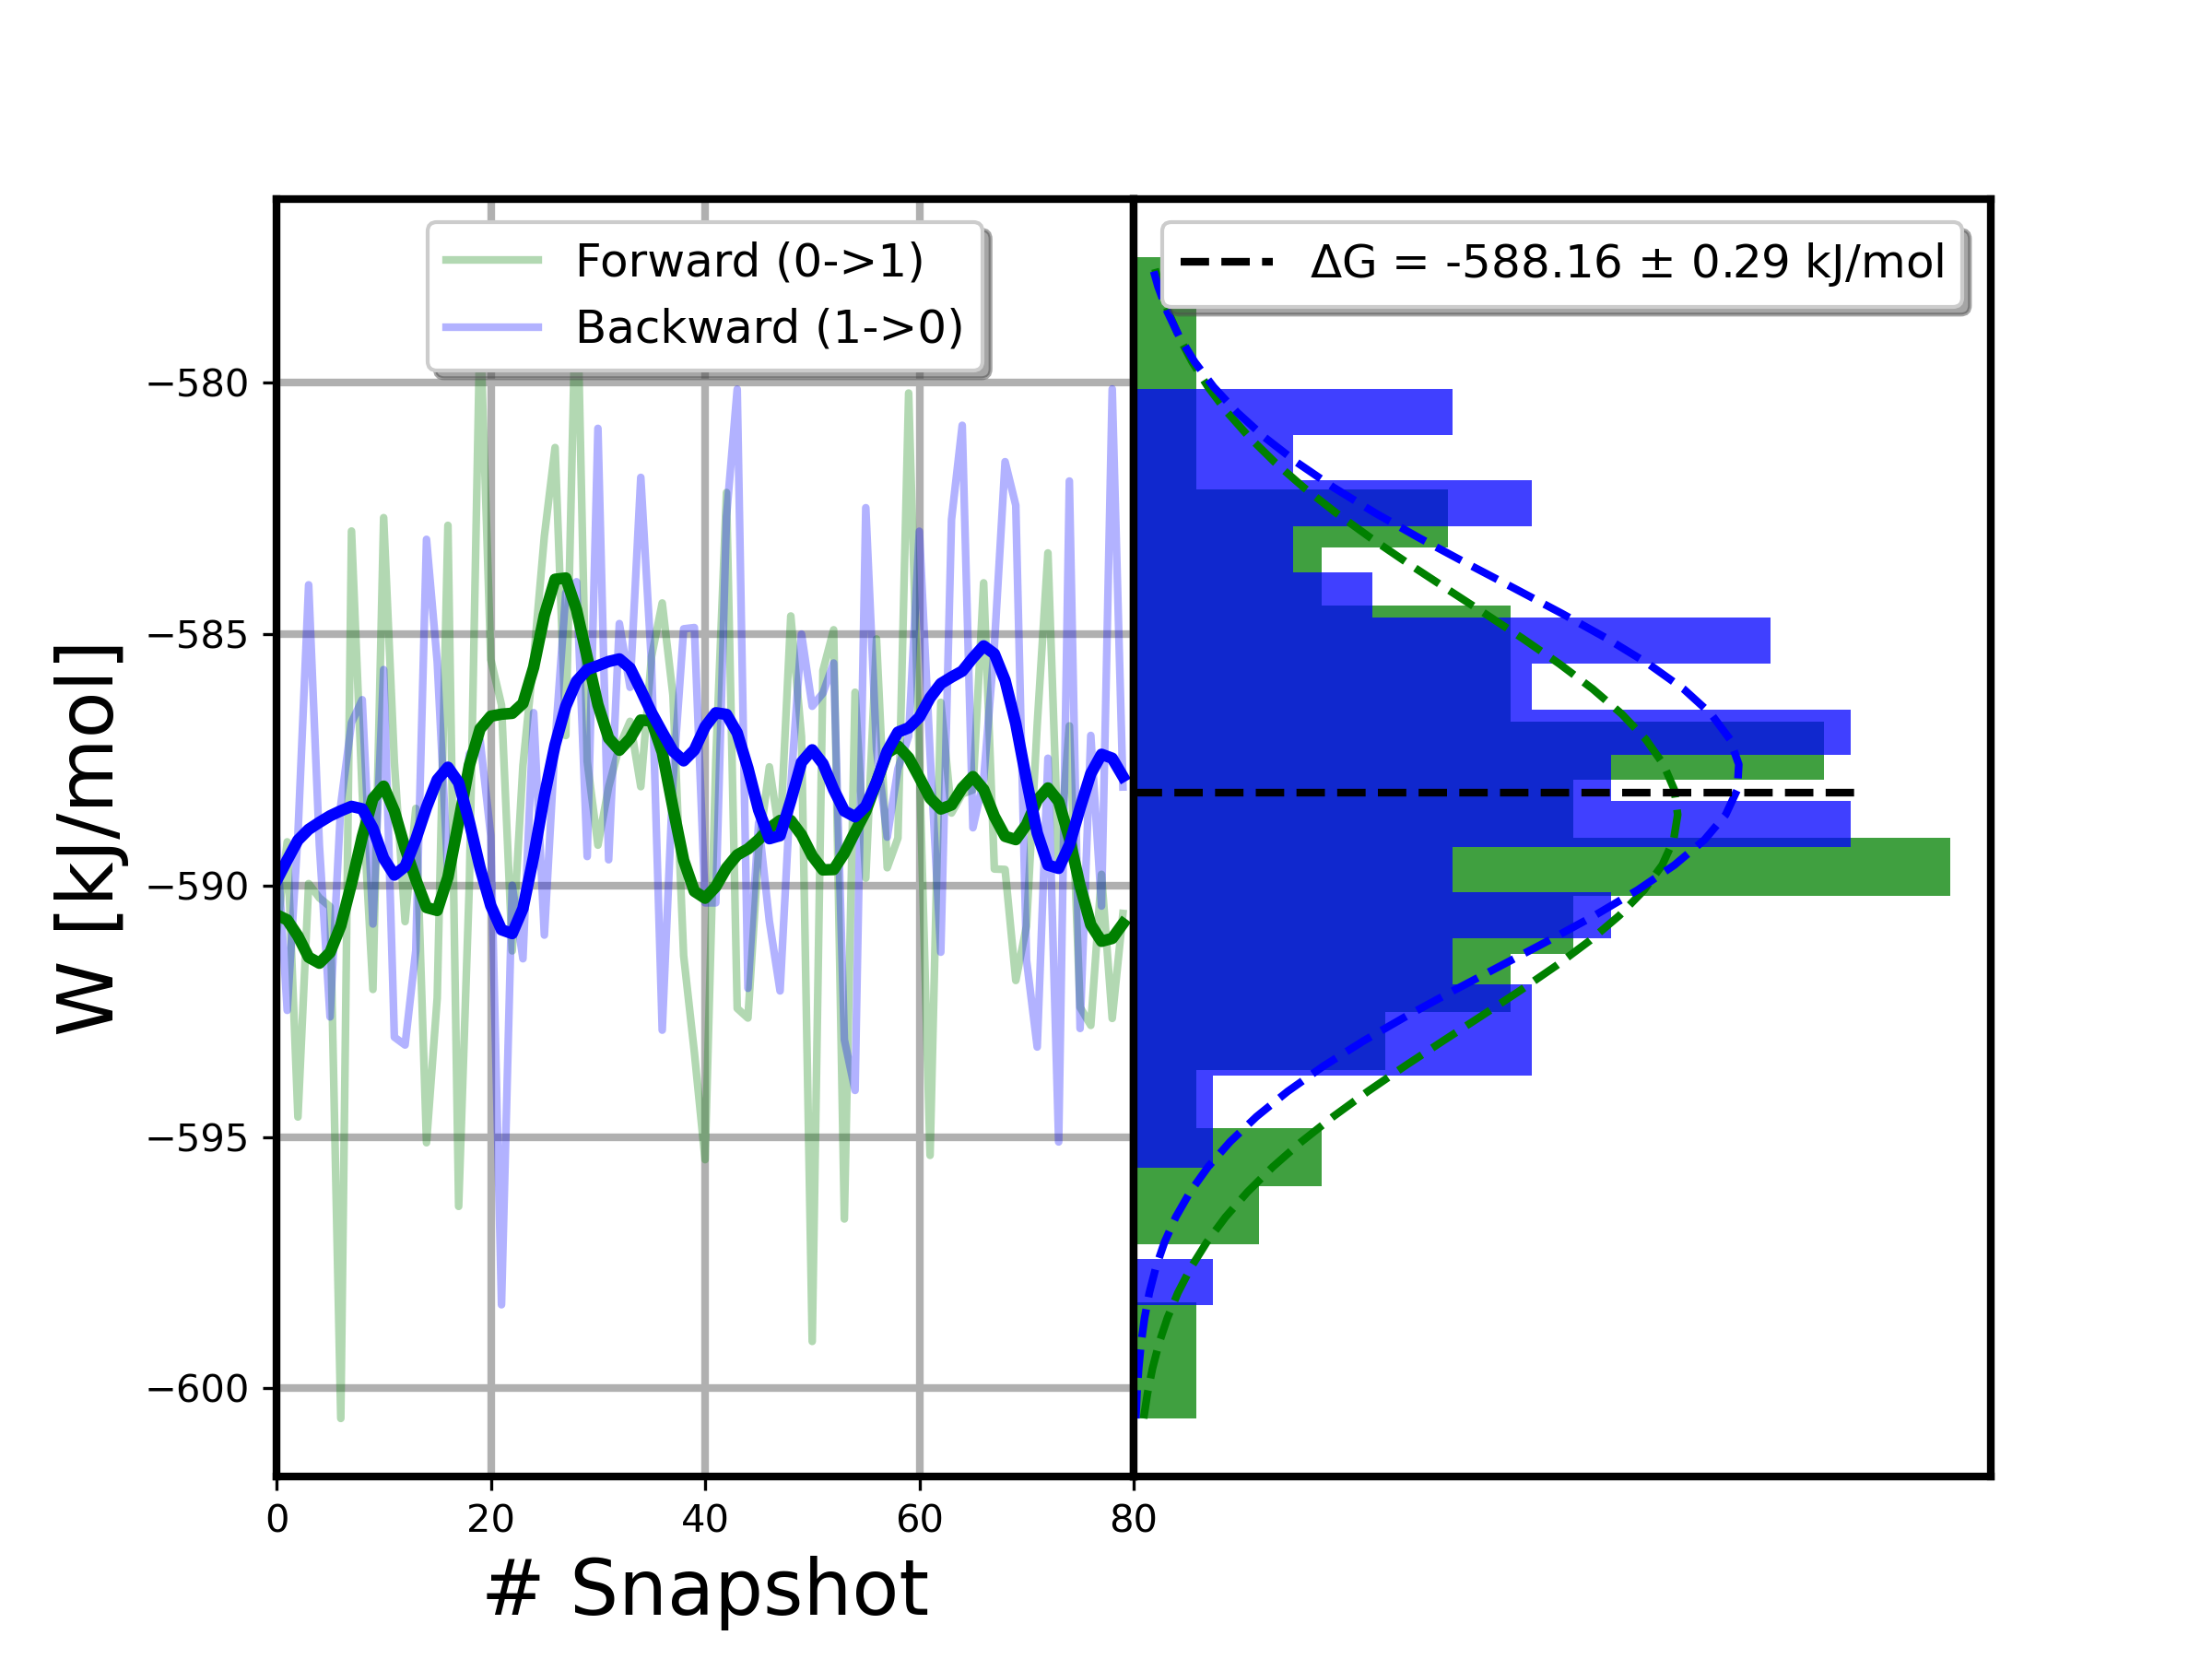 Forward (0->1)
Backward (1->0)
ΔG = -588.16 ± 0.29 kJ/mol
W [kJ/mol]
−580
−585
−590
−595
−600
0 20 40 60 80
# Snapshot